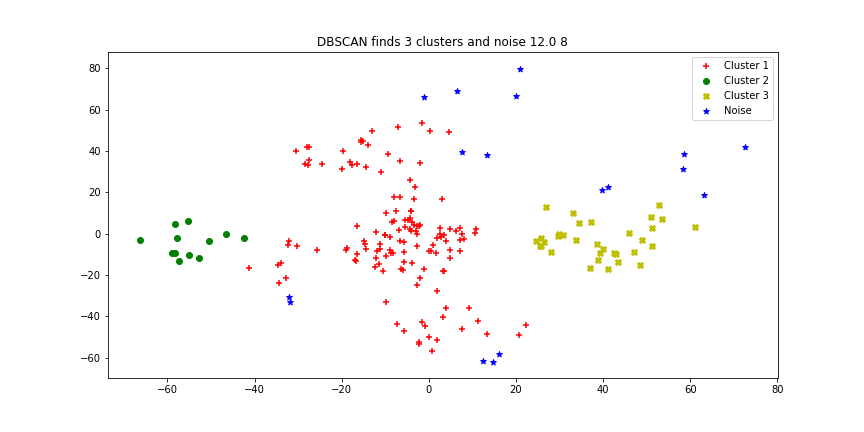 DBSCAN finds 3 clusters and noise 12.0 8
Cluster 1
Cluster 2
Cluster 3
Noise
80
60
40
20
0
−20
−40
−60
−60 −40 −20 0 20 40 60 80